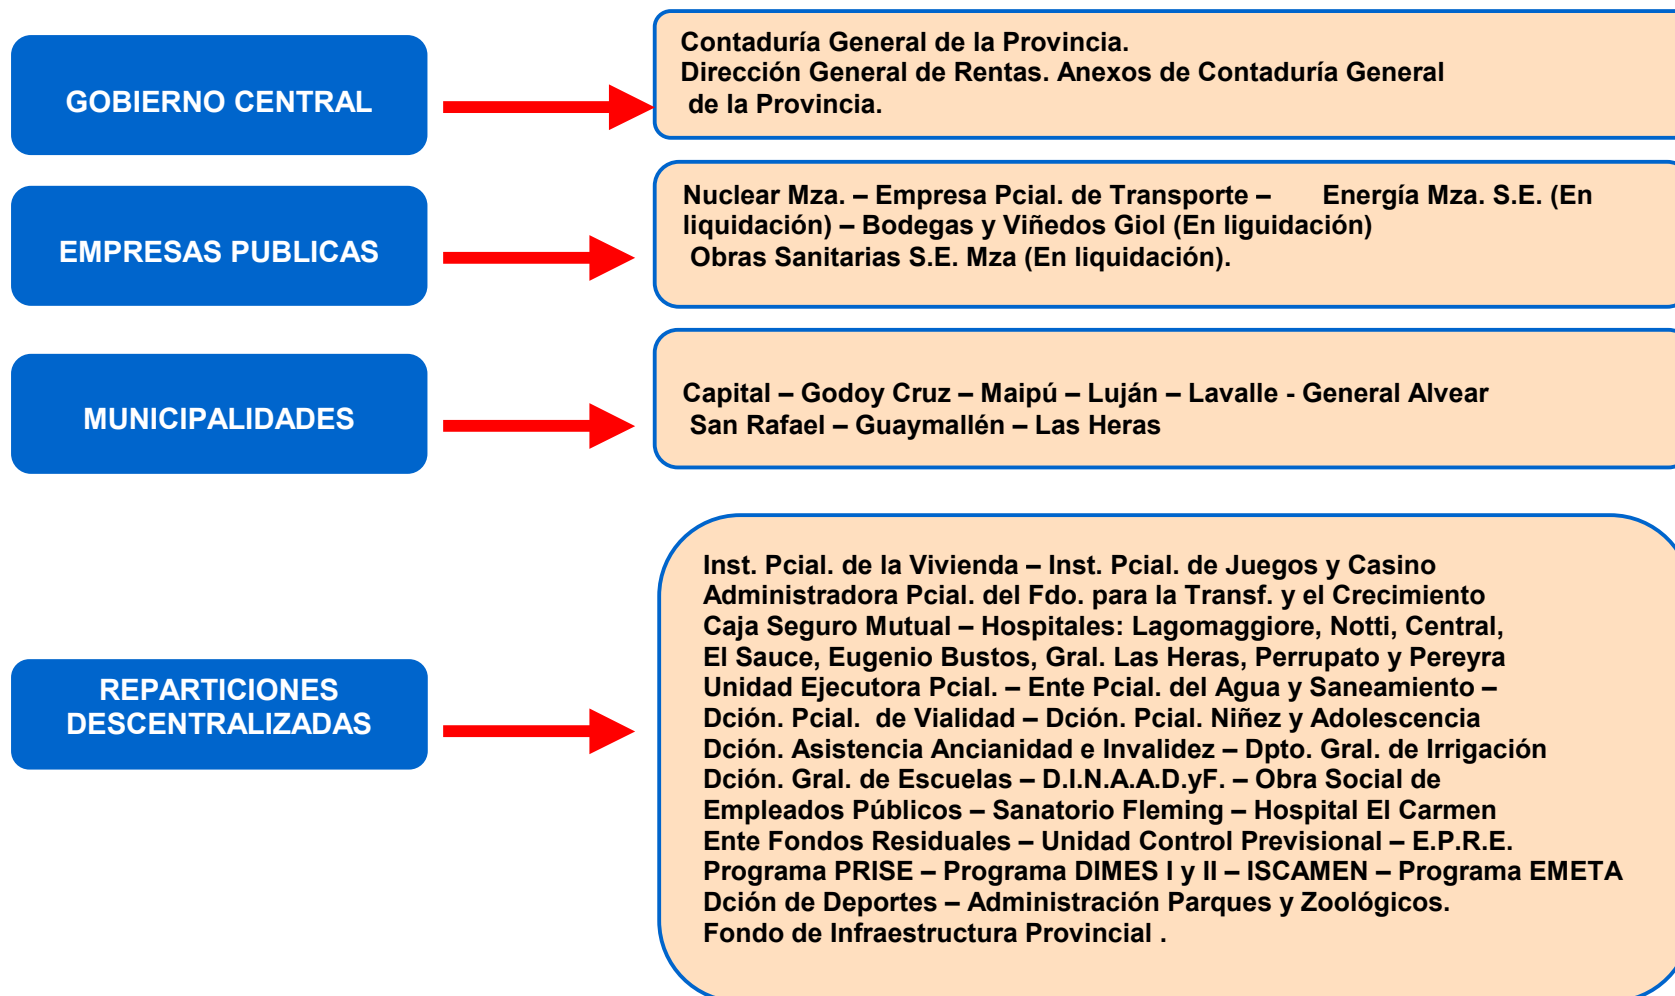 GOBIERNO CENTRAL
Contaduría General de la Provincia.
Dirección General de Rentas. Anexos de Contaduría General
de la Provincia.
EMPRESAS PUBLICAS
Nuclear Mza. – Empresa Pcial. de Transporte – Energía Mza. S.E. (En
liquidación) – Bodegas y Viñedos Giol (En liguidación)
Obras Sanitarias S.E. Mza (En liquidación).
MUNICIPALIDADES
Capital – Godoy Cruz – Maipú – Luján – Lavalle - General Alvear
San Rafael – Guaymallén – Las Heras
REPARTICIONES
DESCENTRALIZADAS
Inst. Pcial. de la Vivienda – Inst. Pcial. de Juegos y Casino
Administradora Pcial. del Fdo. para la Transf. y el Crecimiento
Caja Seguro Mutual – Hospitales: Lagomaggiore, Notti, Central,
El Sauce, Eugenio Bustos, Gral. Las Heras, Perrupato y Pereyra
Unidad Ejecutora Pcial. – Ente Pcial. del Agua y Saneamiento –
Dción. Pcial. de Vialidad – Dción. Pcial. Niñez y Adolescencia
Dción. Asistencia Ancianidad e Invalidez – Dpto. Gral. de Irrigación
Dción. Gral. de Escuelas – D.I.N.A.A.D.yF. – Obra Social de
Empleados Públicos – Sanatorio Fleming – Hospital El Carmen
Ente Fondos Residuales – Unidad Control Previsional – E.P.R.E.
Programa PRISE – Programa DIMES I y II – ISCAMEN – Programa EMETA
Dción de Deportes – Administración Parques y Zoológicos.
Fondo de Infraestructura Provincial .